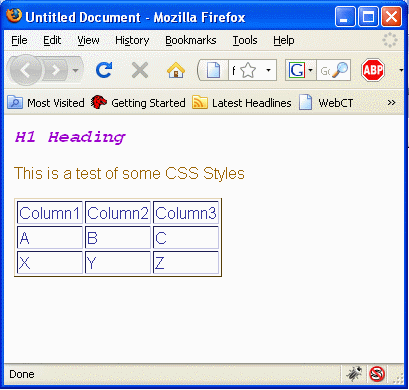 Untitled Document - Mozilla Firefox
File Edit View History Bookmarks Tools Help
f G ABP
Most Visited Getting Started Latest Headlines WebCT »
H1 Heading
This is a test of some CSS Styles
Column1 Column2 Column3
A B C
X Y Z
Done